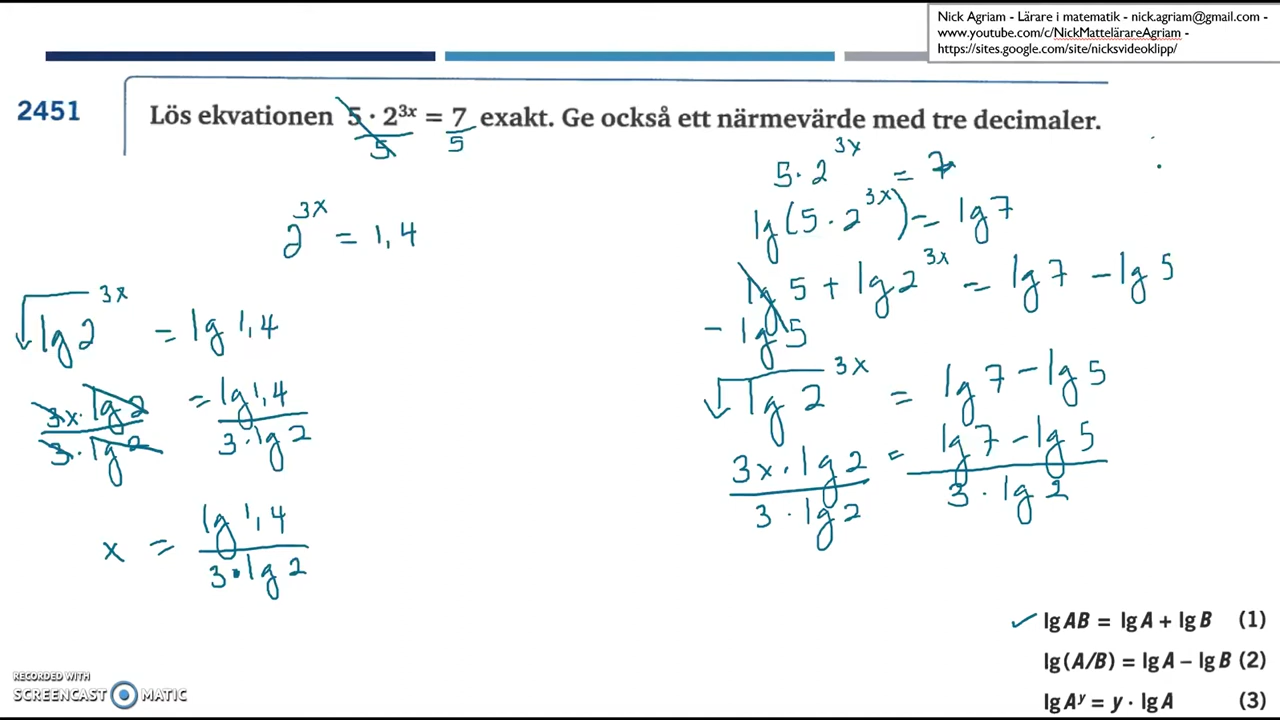 Nick Agriam - Lärare i matematik - nick.agriam@gmail.com -
www.youtube.com/c/NickMattelärareAgriam -
https://sites.google.com/site/nicksvideoklipp/
2451 Lös ekvationen 5 · 2^3x = 7 exakt. Ge också ett närmevärde med tre decimaler.
5 5
2^3x = 1,4
lg 2^3x = lg 1,4
3x · lg 2 = lg 1,4
3 · lg 2 3 · lg 2
x = lg 1,4
3 · lg 2
5 · 2^3x = 7
lg (5 · 2^3x) = lg 7
lg 5 + lg 2^3x = lg 7 - lg 5
- lg 5
lg 2^3x = lg 7 - lg 5
3x · lg 2 = lg 7 - lg 5
3 · lg 2 3 · lg 2
✓ lg AB = lg A + lg B (1)
lg (A/B) = lg A – lg B (2)
lg A^y = y · lg A (3)
RECORDED WITH
SCREENCAST MATIC